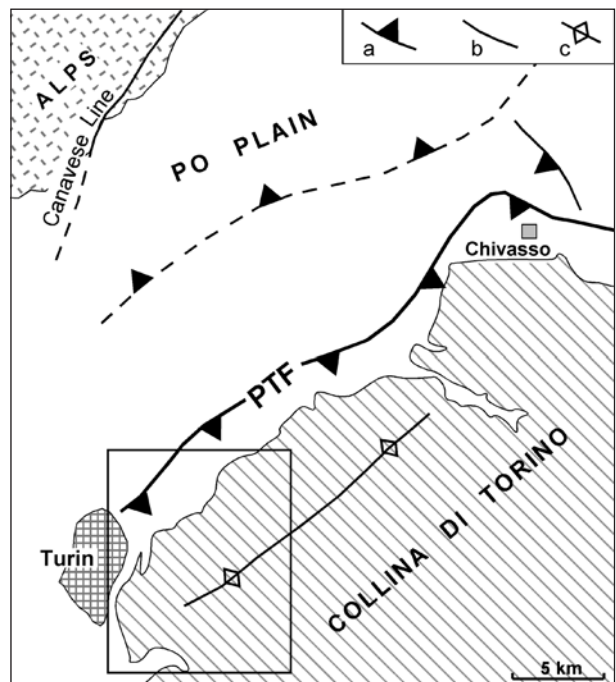 a b c
ALPS
Canavese Line
PO PLAIN
Chivasso
PTF
COLLINA DI TORINO
Turin
5 km